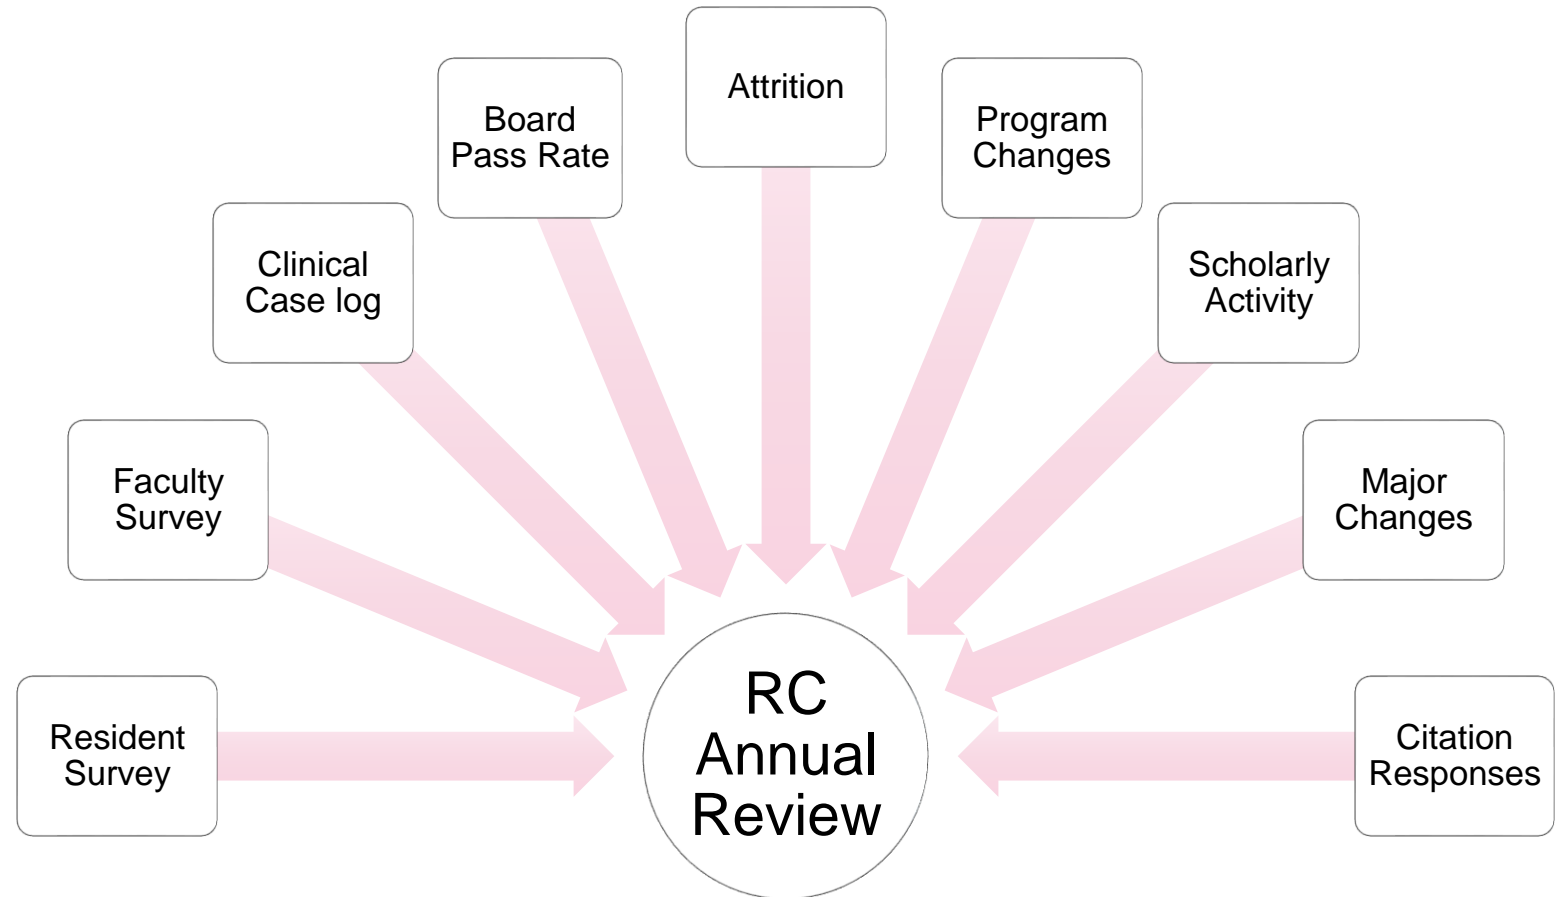 Attrition
Board
Pass Rate
Program
Changes
Clinical
Case log
Scholarly
Activity
Faculty
Survey
Major
Changes
Resident
Survey
RC
Annual
Review
Citation
Responses